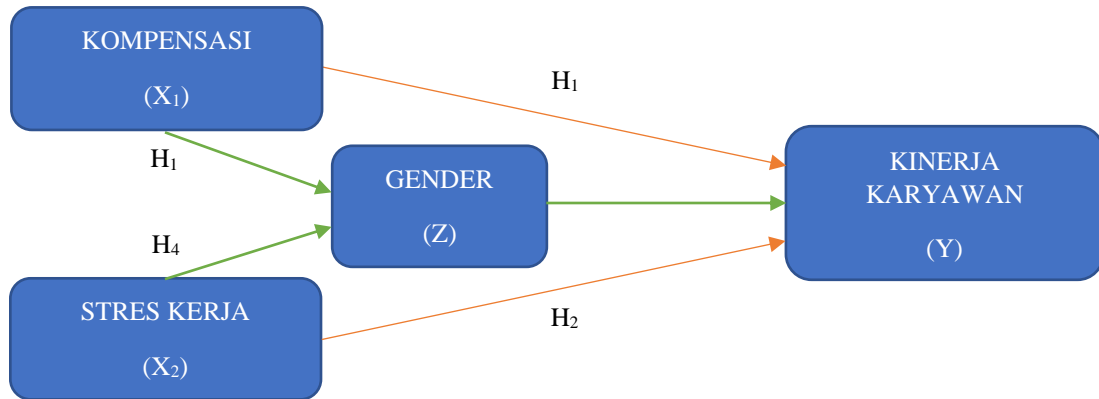 KOMPENSASI
(X₁)
H₁
H₁
GENDER
(Z)
KINERJA
KARYAWAN
(Y)
H₄
STRES KERJA
(X₂)
H₂